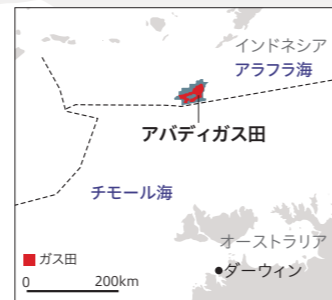 インドネシア
アラフラ海
アバディガス田
チモール海
オーストラリア
ダーウィン
ガス田
0 200km